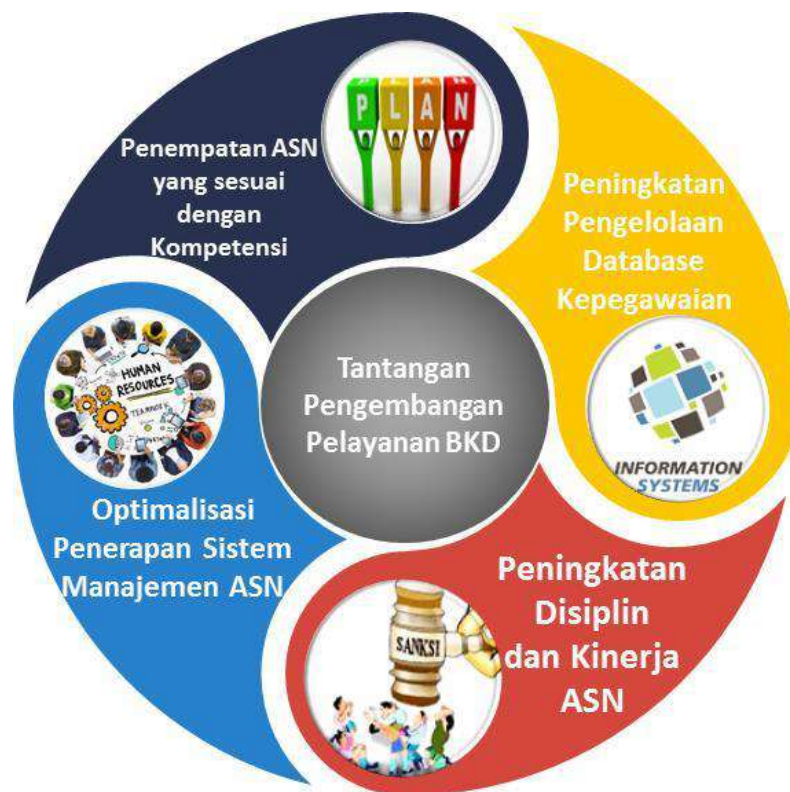 PLAN
Penempatan ASN
yang sesuai
dengan
Kompetensi
Peningkatan
Pengelolaan
Database
Kepegawaian
INFORMATION
SYSTEMS
Tantangan
Pengembangan
Pelayanan BKD
HUMAN
RESOURCES
TEAMWORK
Optimalisasi
Penerapan Sistem
Manajemen ASN
SANKSI
Peningkatan
Disiplin
dan Kinerja
ASN